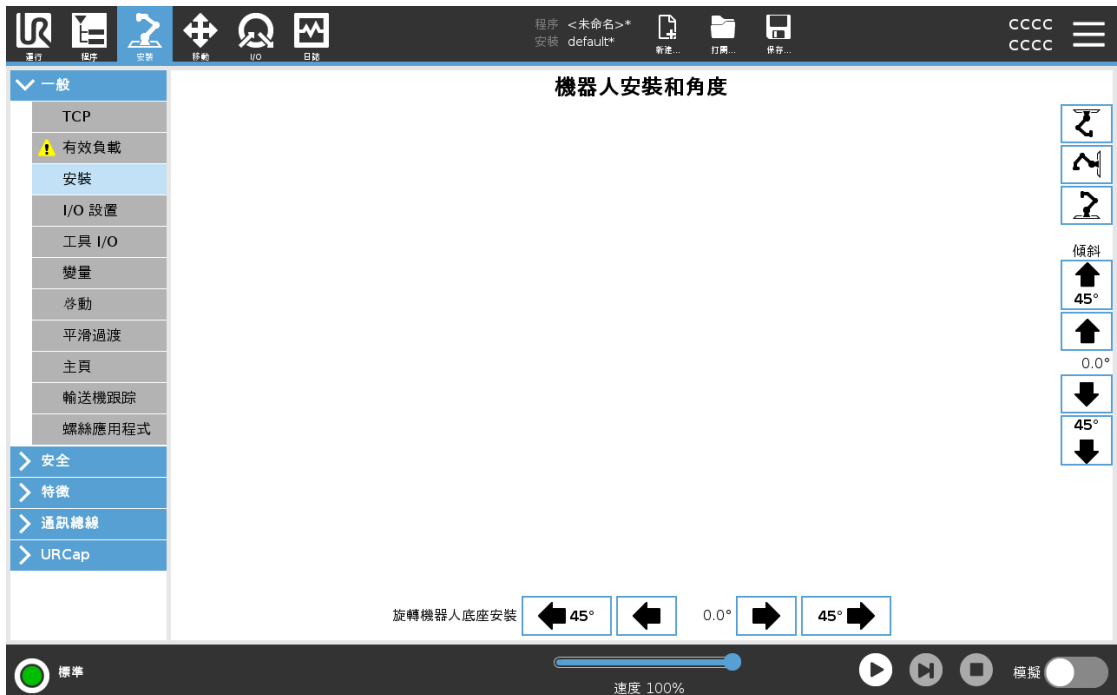 程序 <未命名>*
安裝 default*
運行
程序
安裝
移動
I/O
日誌
新建...
打開...
保存...
cccc
cccc
一般
機器人安裝和角度
TCP
有效負載
安裝
I/O 設置
工具 I/O
變量
啓動
平滑過渡
主頁
輸送機跟踪
螺絲應用程式
安全
特徵
通訊總線
URCap
傾斜
45°
0.0°
45°
旋轉機器人底座安裝
45°
0.0°
45°
標準
速度 100%
模擬